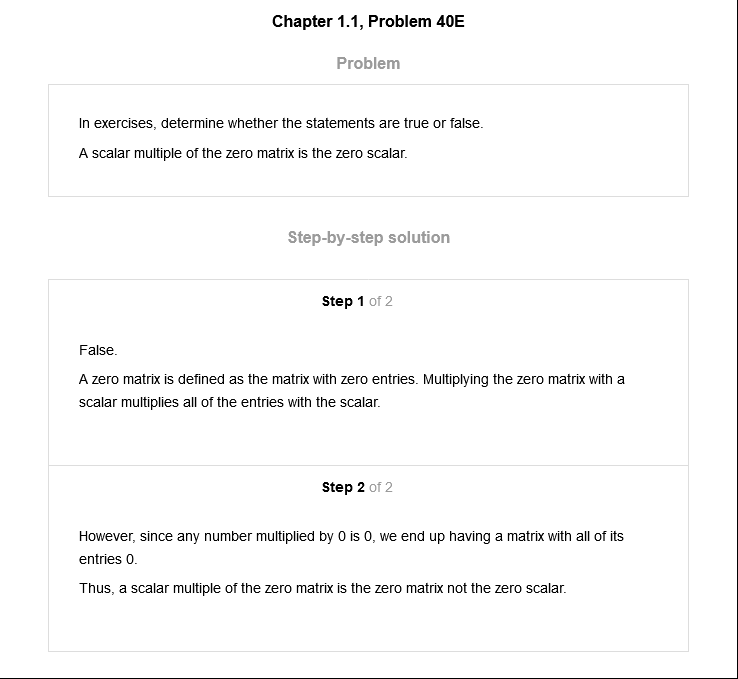 Chapter 1.1, Problem 40E
Problem
In exercises, determine whether the statements are true or false.
A scalar multiple of the zero matrix is the zero scalar.
Step-by-step solution
Step 1 of 2
False.
A zero matrix is defined as the matrix with zero entries. Multiplying the zero matrix with a
scalar multiplies all of the entries with the scalar.
Step 2 of 2
However, since any number multiplied by 0 is 0, we end up having a matrix with all of its
entries 0.
Thus, a scalar multiple of the zero matrix is the zero matrix not the zero scalar.